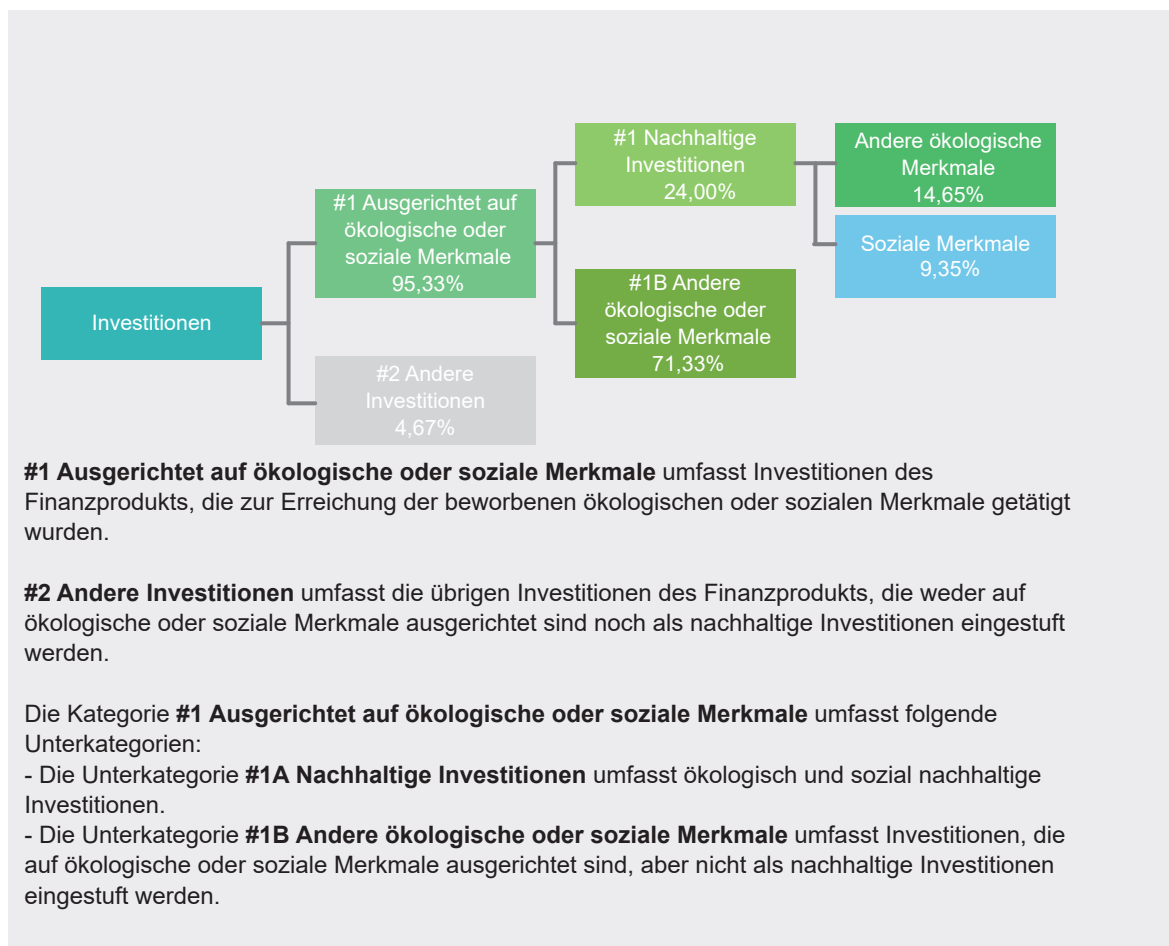 #1 Nachhaltige
Investitionen
24,00%
Andere ökologische
Merkmale
14,65%
#1 Ausgerichtet auf
ökologische oder
soziale Merkmale
95,33%
Soziale Merkmale
9,35%
#1B Andere
ökologische oder
soziale Merkmale
71,33%
Investitionen
#2 Andere
Investitionen
4,67%
#1 Ausgerichtet auf ökologische oder soziale Merkmale umfasst Investitionen des
Finanzprodukts, die zur Erreichung der beworbenen ökologischen oder sozialen Merkmale getätigt
wurden.
#2 Andere Investitionen umfasst die übrigen Investitionen des Finanzprodukts, die weder auf
ökologische oder soziale Merkmale ausgerichtet sind noch als nachhaltige Investitionen eingestuft
werden.
Die Kategorie #1 Ausgerichtet auf ökologische oder soziale Merkmale umfasst folgende
Unterkategorien:
- Die Unterkategorie #1A Nachhaltige Investitionen umfasst ökologisch und sozial nachhaltige
Investitionen.
- Die Unterkategorie #1B Andere ökologische oder soziale Merkmale umfasst Investitionen, die
auf ökologische oder soziale Merkmale ausgerichtet sind, aber nicht als nachhaltige Investitionen
eingestuft werden.